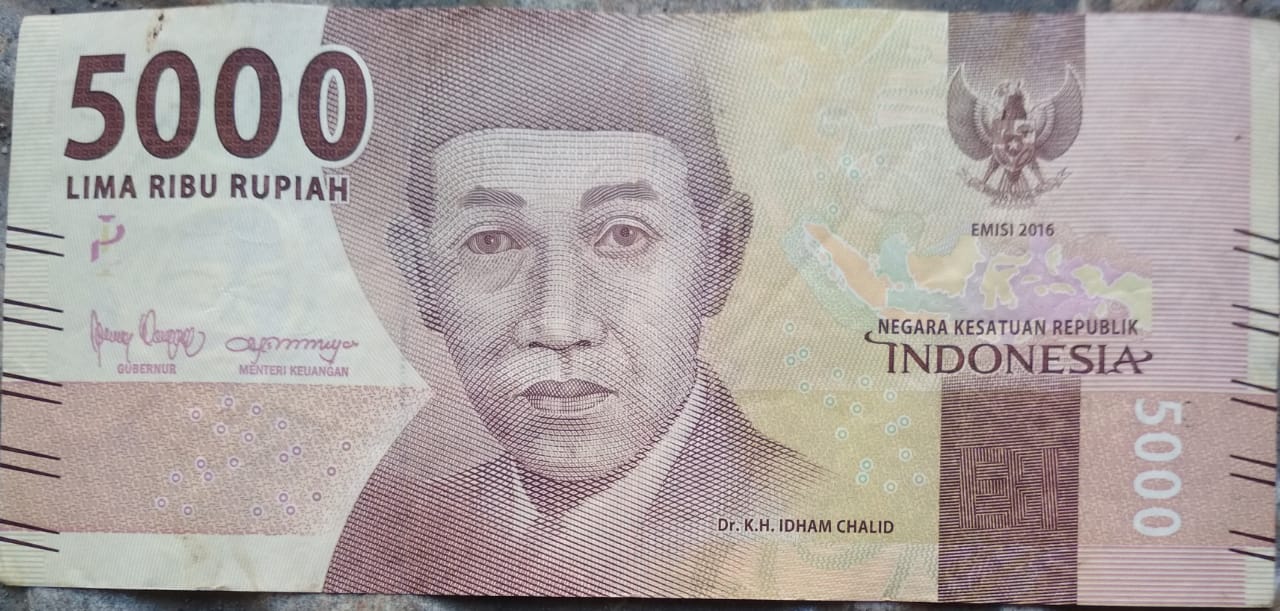 5000
LIMA RIBU RUPIAH
GUBERNUR
MENTERI KEUANGAN
EMISI 2016
NEGARA KESATUAN REPUBLIK
INDONESIA
5000
Dr. K.H. IDHAM CHALID